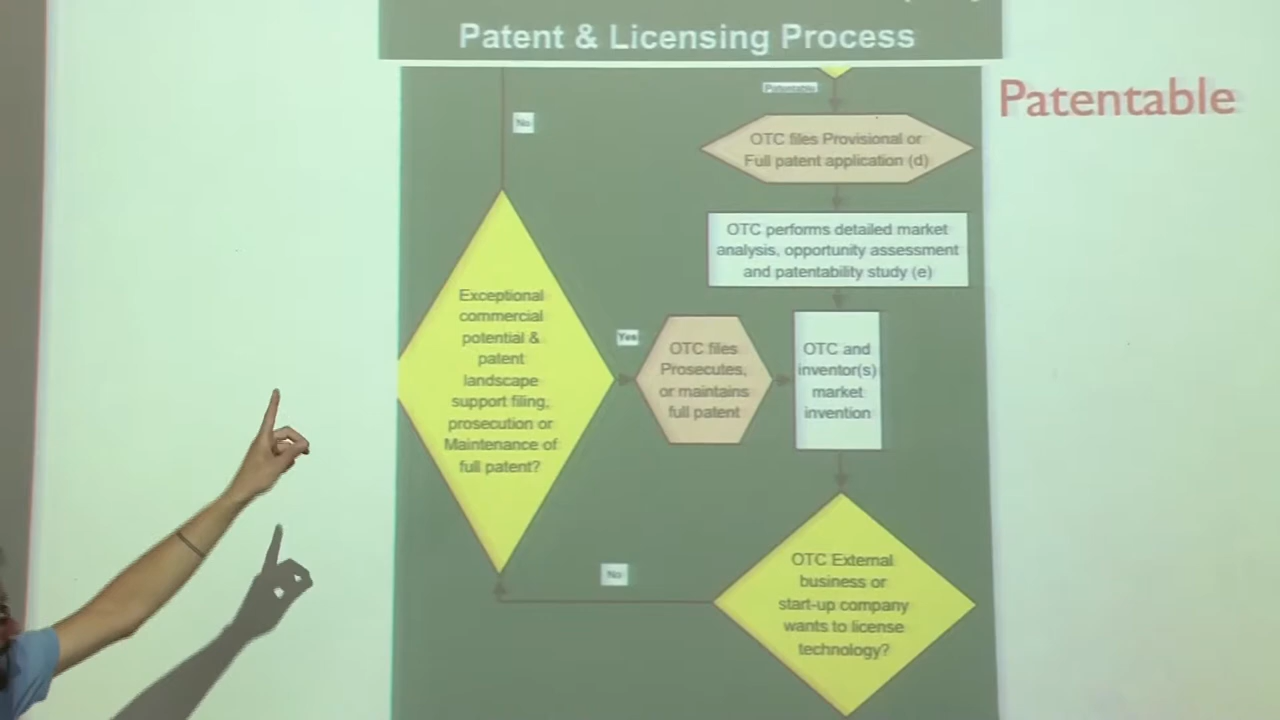 Patent & Licensing Process
Patentable
Patentable
No
OTC files Provisional or
Full patent application (d)
OTC performs detailed market
analysis, opportunity assessment
and patentability study (e)
Exceptional
commercial
potential &
patent
landscape
support filing,
prosecution or
Maintenance of
full patent?
Yes
OTC files
Prosecutes,
or maintains
full patent
OTC and
inventor(s)
market
invention
No
OTC External
business or
start-up company
wants to license
technology?